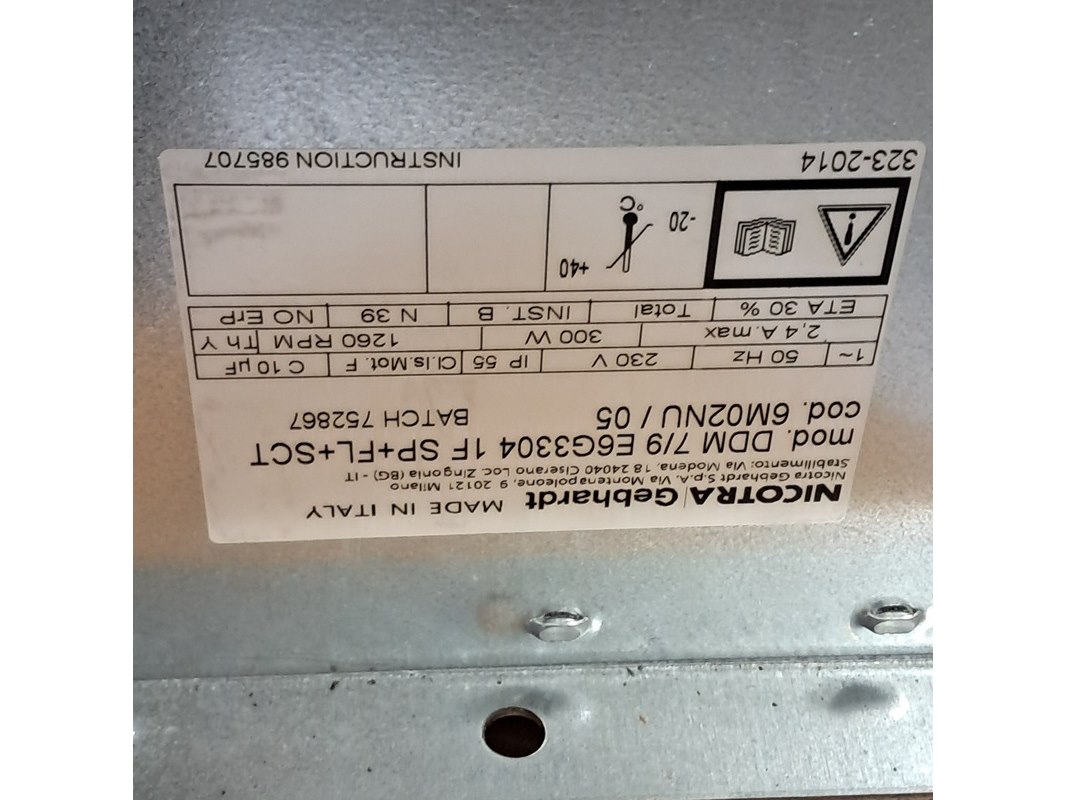 NICOTRA Gebhardt MADE IN ITALY
Nicotra Gebhardt S.p.A. Via Montenapoleone, 9 20121 Milano
Stabilimento: Via Modena, 18 24040 Ciserano Loc. Zingonia (BG) - IT
mod. DDM 7/9 E6G3304 1F SP+FL+SCT
cod. 6M02NU / 05 BATCH 752867
1~ 50 Hz 230 V IP 55 Cl.Is.Mot. F C 10 µF
2,4 A.max 300 W 1260 RPM Th Y
ETA 30 % Total INST. B N 39 NO ErP
+40
-20
°C
323-2014 INSTRUCTION 985707